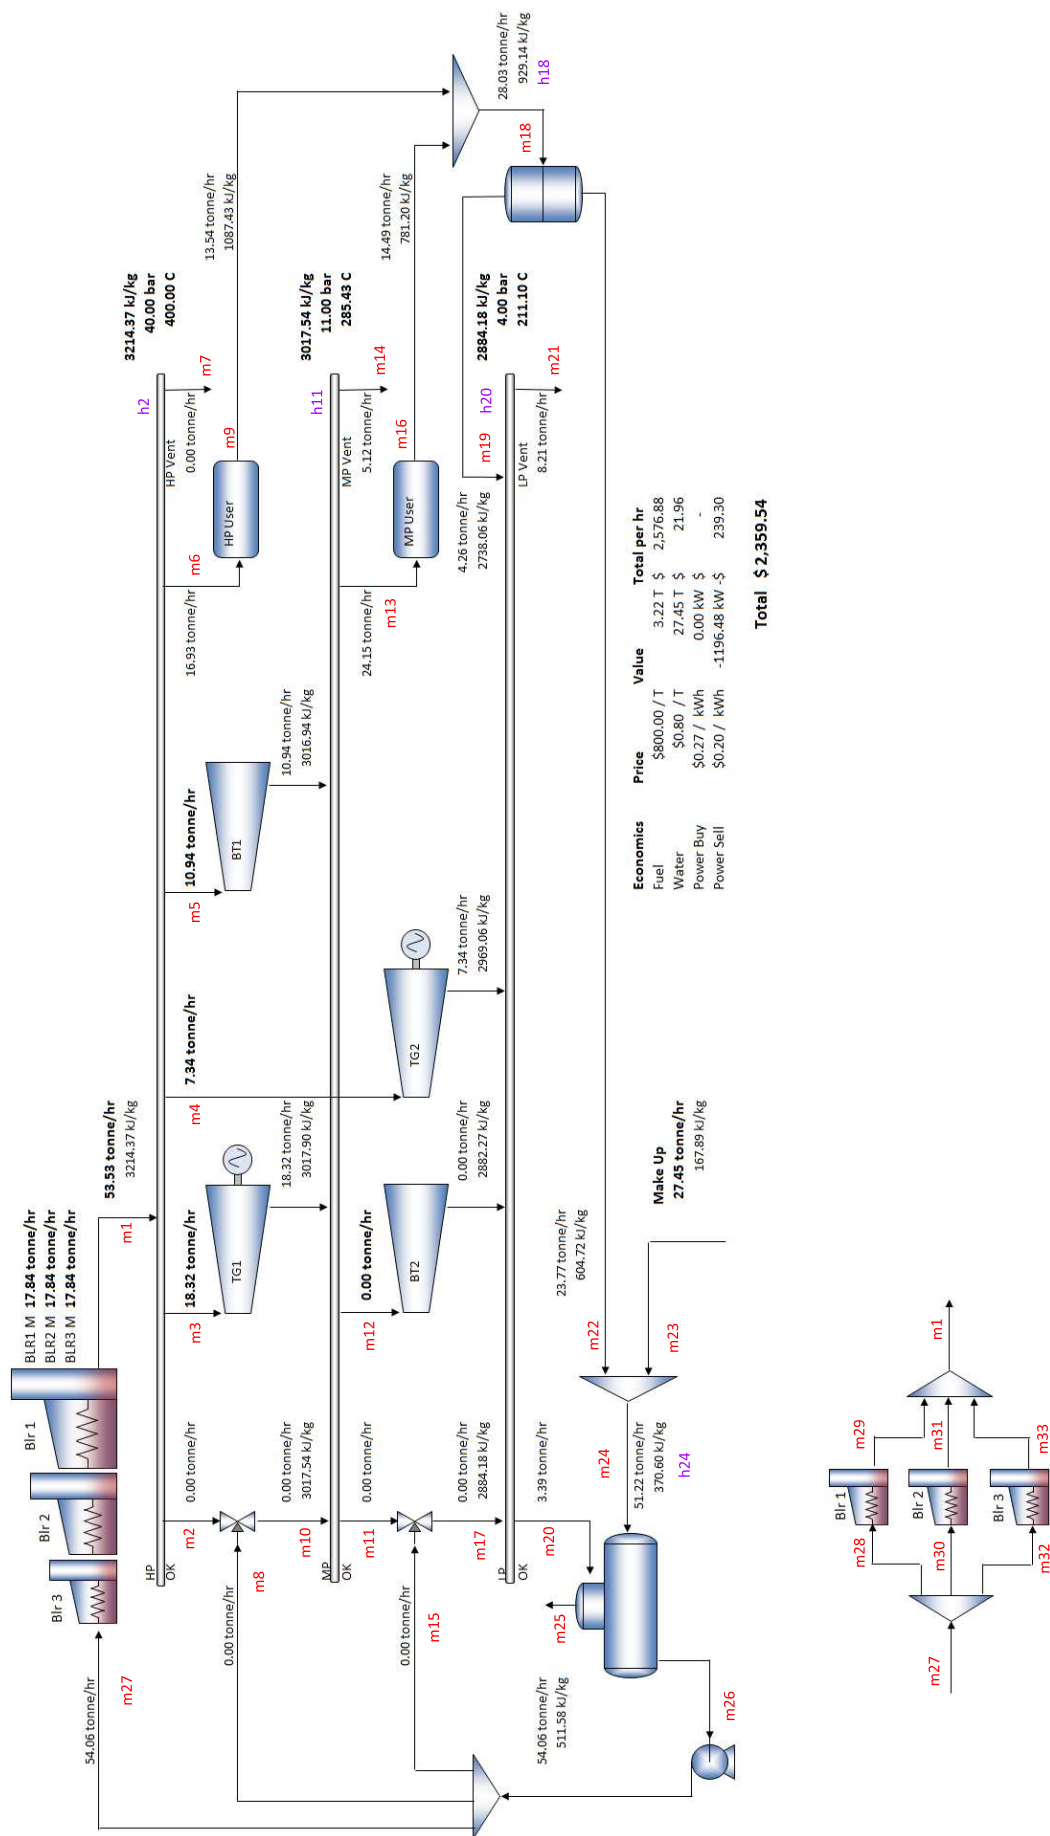 Blr 3
Blr 2
Blr 1
BLR1 M 17.84 tonne/hr
BLR2 M 17.84 tonne/hr
BLR3 M 17.84 tonne/hr
54.06 tonne/hr
m27
53.53 tonne/hr
3214.37 kJ/kg
m1
3214.37 kJ/kg
40.00 bar
400.00 C
HP
OK
h2
m2
0.00 tonne/hr
m3
18.32 tonne/hr
m4
7.34 tonne/hr
m5
10.94 tonne/hr
16.93 tonne/hr
m6
HP Vent
0.00 tonne/hr
m7
0.00 tonne/hr
m8
TG1
BT1
HP User
m9
13.54 tonne/hr
1087.43 kJ/kg
m10
0.00 tonne/hr
3017.54 kJ/kg
18.32 tonne/hr
3017.90 kJ/kg
10.94 tonne/hr
3016.94 kJ/kg
3017.54 kJ/kg
11.00 bar
285.43 C
MP
OK
h11
m11
0.00 tonne/hr
m12
0.00 tonne/hr
24.15 tonne/hr
m13
MP Vent
5.12 tonne/hr
m14
0.00 tonne/hr
m15
BT2
TG2
MP User
m16
14.49 tonne/hr
781.20 kJ/kg
m17
0.00 tonne/hr
2884.18 kJ/kg
0.00 tonne/hr
2882.27 kJ/kg
7.34 tonne/hr
2969.06 kJ/kg
4.26 tonne/hr
2738.06 kJ/kg
m19
h20
2884.18 kJ/kg
4.00 bar
211.10 C
28.03 tonne/hr
929.14 kJ/kg
h18
m18
LP
OK
m20
3.39 tonne/hr
LP Vent
8.21 tonne/hr
m21
m25
54.06 tonne/hr
511.58 kJ/kg
m26
m24
51.22 tonne/hr
370.60 kJ/kg
h24
23.77 tonne/hr
604.72 kJ/kg
m22
m23
Make Up
27.45 tonne/hr
167.89 kJ/kg
Economics Price Value Total per hr
Fuel $800.00 / T 3.22 T $ 2,576.88
Water $0.80 / T 27.45 T $ 21.96
Power Buy $0.27 / kWh 0.00 kW $ -
Power Sell $0.20 / kWh -1196.48 kW -$ 239.30
Total $ 2,359.54
m27
m28
Blr 1
m29
m30
Blr 2
m31
m32
Blr 3
m33
m1